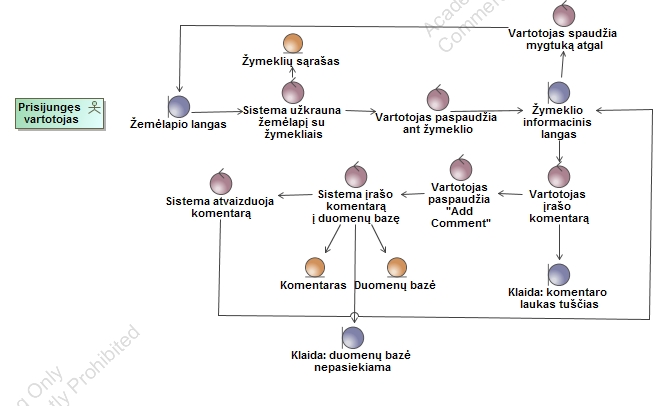 Acade
Commerc
Vartotojas spaudžia
mygtuką atgal
Žymeklių sąrašas
Prisijungęs
vartotojas
Žemėlapio langas
Sistema užkrauna
žemėlapį su
žymekliais
Vartotojas paspaudžia
ant žymeklio
Žymeklio
informacinis
langas
Sistema atvaizduoja
komentarą
Sistema įrašo
komentarą
į duomenų bazę
Vartotojas
paspaudžia
"Add
Comment"
Vartotojas
įrašo
komentarą
Komentaras
Duomenų bazė
Klaida: komentaro
laukas tuščias
Klaida: duomenų bazė
nepasiekiama
g Only
tly Prohibited